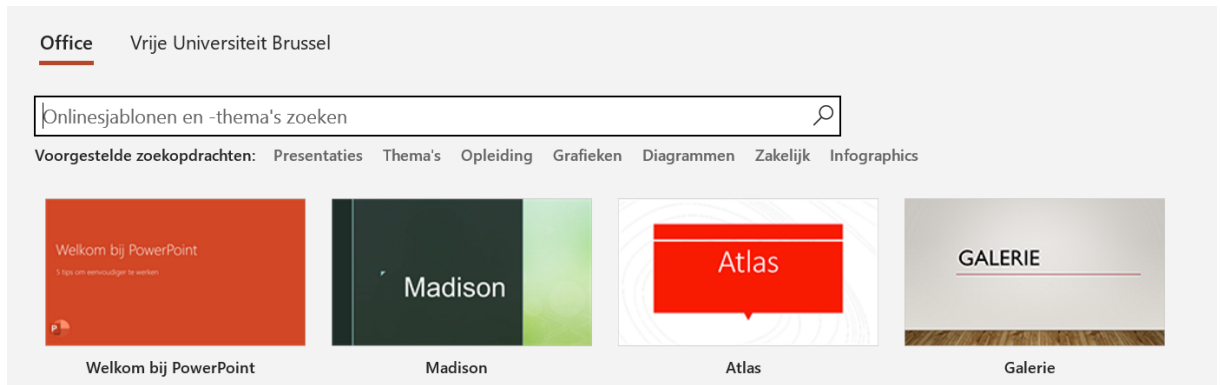 Office Vrije Universiteit Brussel
Onlinesjablonen en -thema's zoeken
Voorgestelde zoekopdrachten: Presentaties Thema's Opleiding Grafieken Diagrammen Zakelijk Infographics
Welkom bij PowerPoint
5 tips om eenvoudiger te werken
P
Madison
Atlas
GALERIE
Welkom bij PowerPoint Madison Atlas Galerie